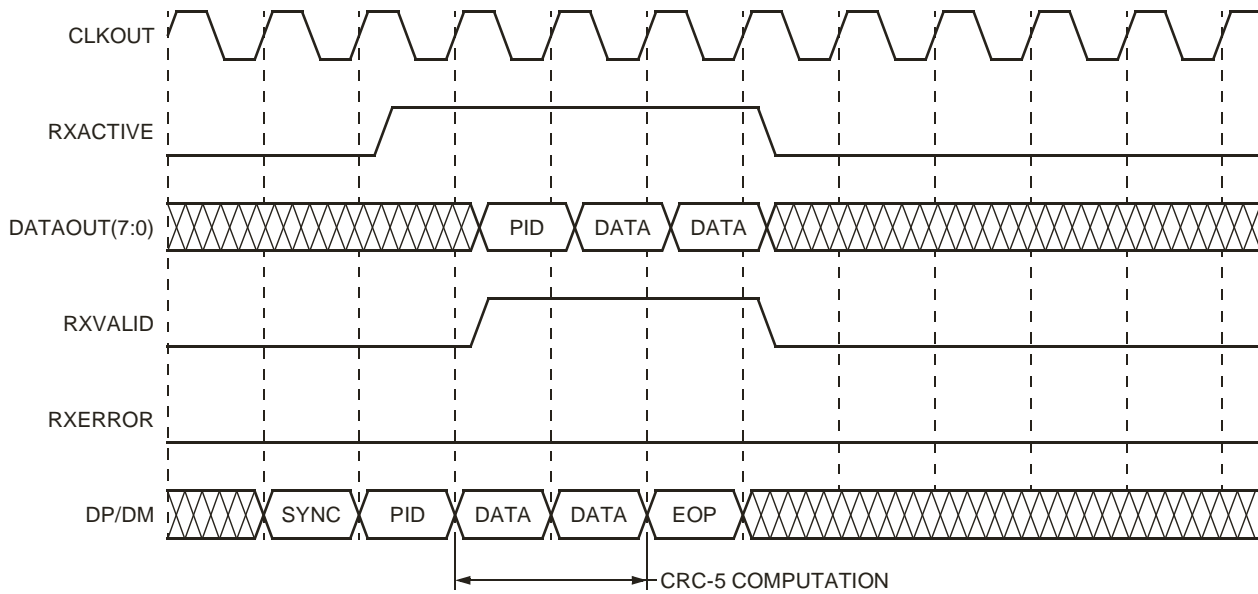 CLKOUT
RXACTIVE
DATAOUT(7:0)
PID DATA DATA
RXVALID
RXERROR
DP/DM
SYNC PID DATA DATA EOP
CRC-5 COMPUTATION